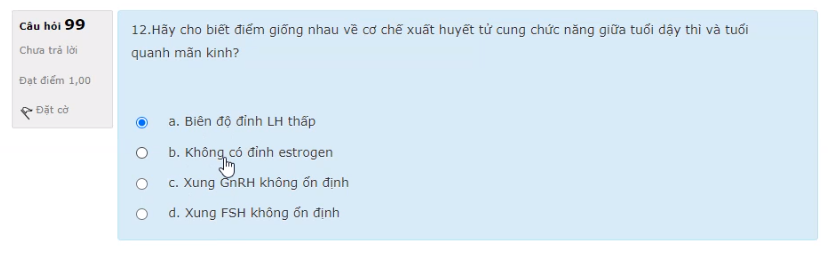 Câu hỏi 99
Chưa trả lời
Đạt điểm 1,00
Đặt cờ
12.Hãy cho biết điểm giống nhau về cơ chế xuất huyết tử cung chức năng giữa tuổi dậy thì và tuổi
quanh mãn kinh?
a. Biên độ đỉnh LH thấp
b. Không có đỉnh estrogen
c. Xung GnRH không ổn định
d. Xung FSH không ổn định